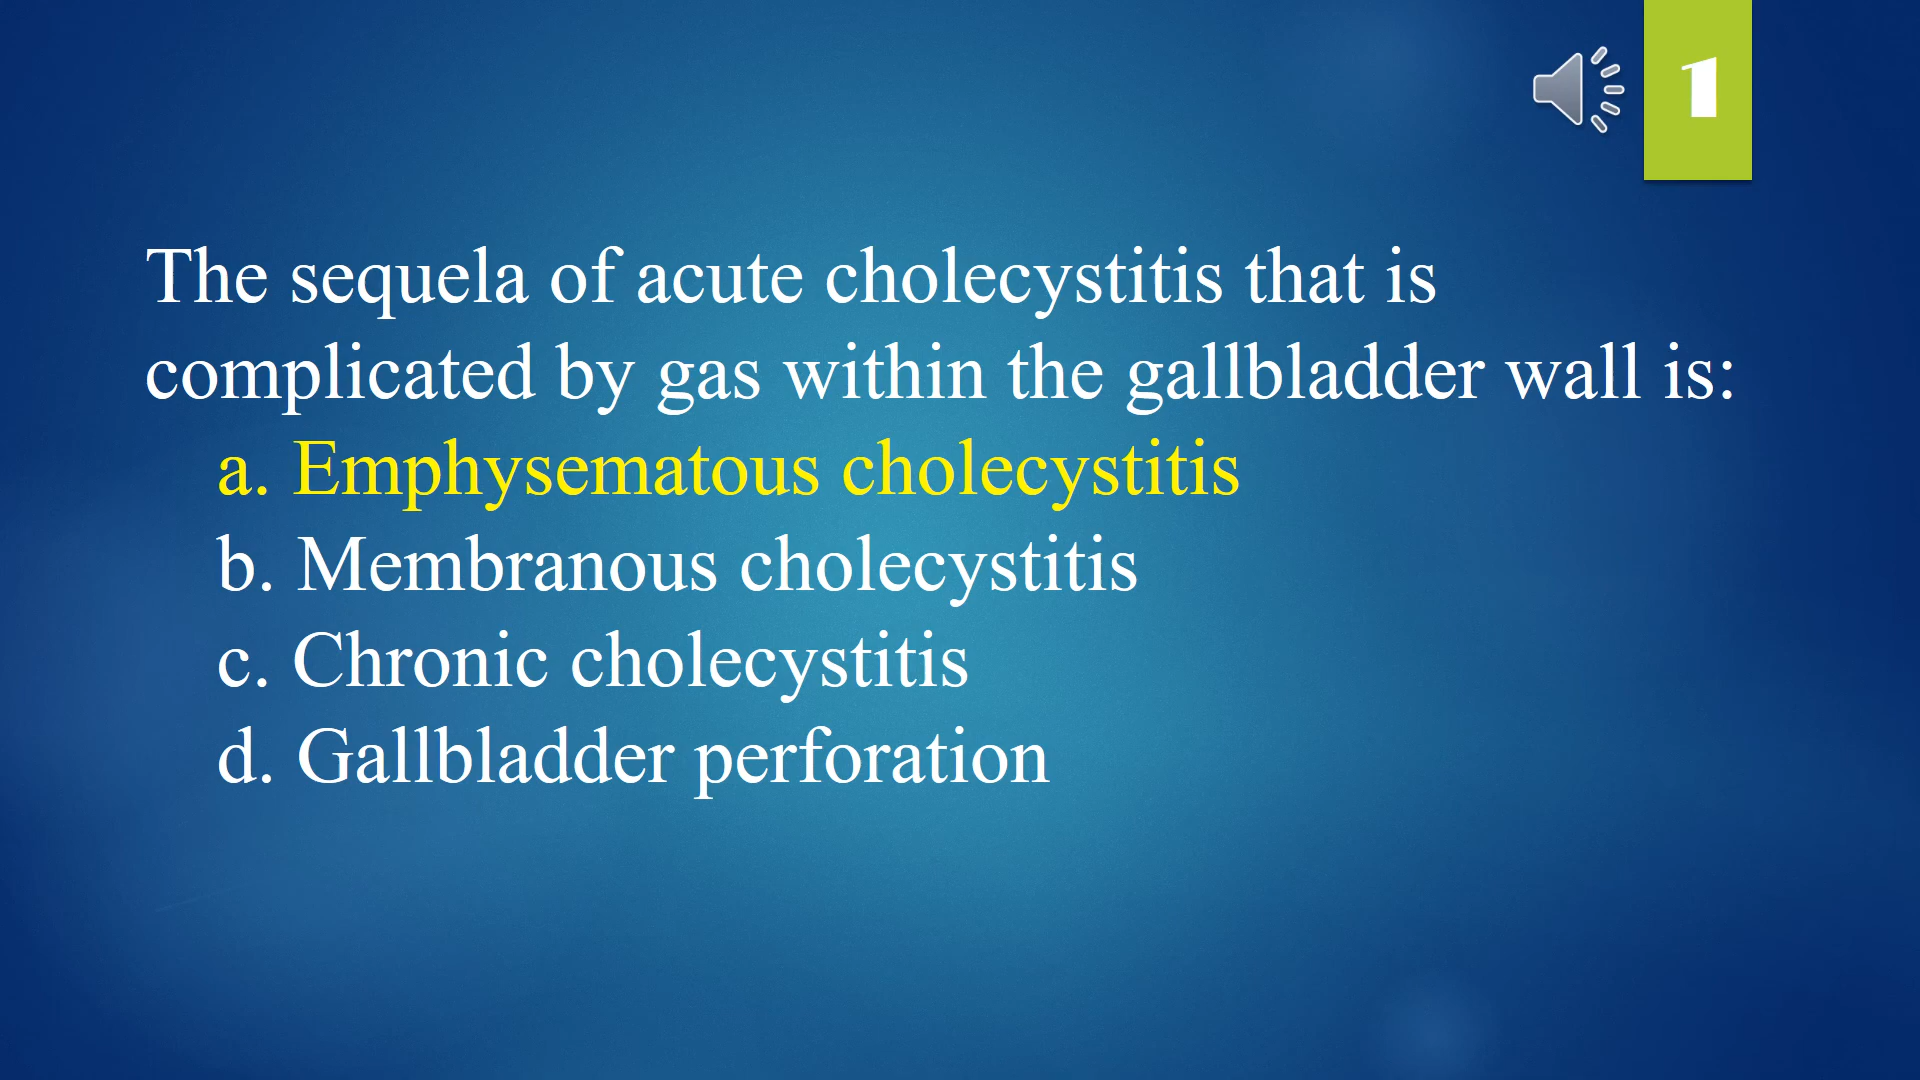 1
The sequela of acute cholecystitis that is
complicated by gas within the gallbladder wall is:
a. Emphysematous cholecystitis
b. Membranous cholecystitis
c. Chronic cholecystitis
d. Gallbladder perforation